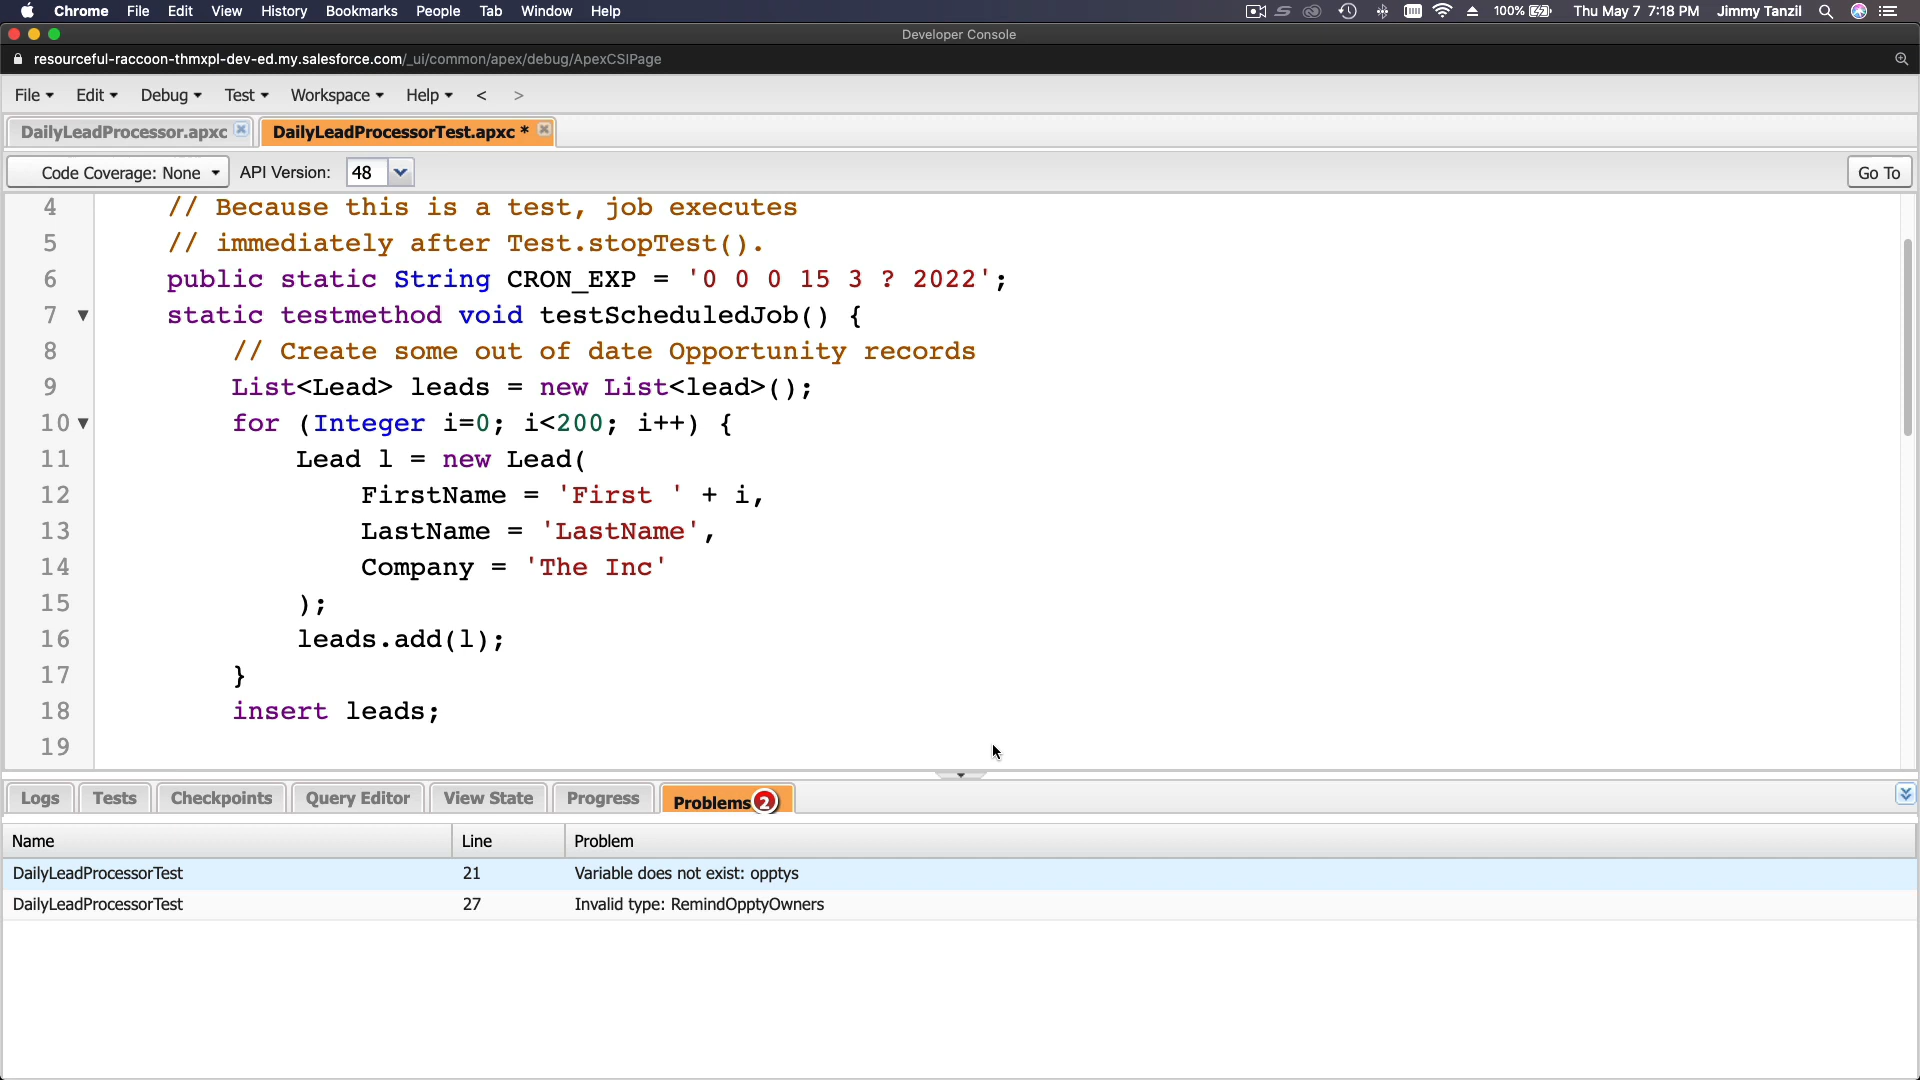 Chrome File Edit View History Bookmarks People Tab Window Help 100% Thu May 7 7:18 PM Jimmy Tanzil
Developer Console
resourceful-raccoon-thmxpl-dev-ed.my.salesforce.com/_ui/common/apex/debug/ApexCSIPage
File Edit Debug Test Workspace Help < >
DailyLeadProcessor.apxc DailyLeadProcessorTest.apxc *
Code Coverage: None API Version: 48 Go To
4 // Because this is a test, job executes
5 // immediately after Test.stopTest().
6 public static String CRON_EXP = '0 0 0 15 3 ? 2022';
7 static testmethod void testScheduledJob() {
8 // Create some out of date Opportunity records
9 List<Lead> leads = new List<lead>();
10 for (Integer i=0; i<200; i++) {
11 Lead l = new Lead(
12 FirstName = 'First ' + i,
13 LastName = 'LastName',
14 Company = 'The Inc'
15 );
16 leads.add(l);
17 }
18 insert leads;
19
Logs Tests Checkpoints Query Editor View State Progress Problems 2
Name Line Problem
DailyLeadProcessorTest 21 Variable does not exist: opptys
DailyLeadProcessorTest 27 Invalid type: RemindOpptyOwners